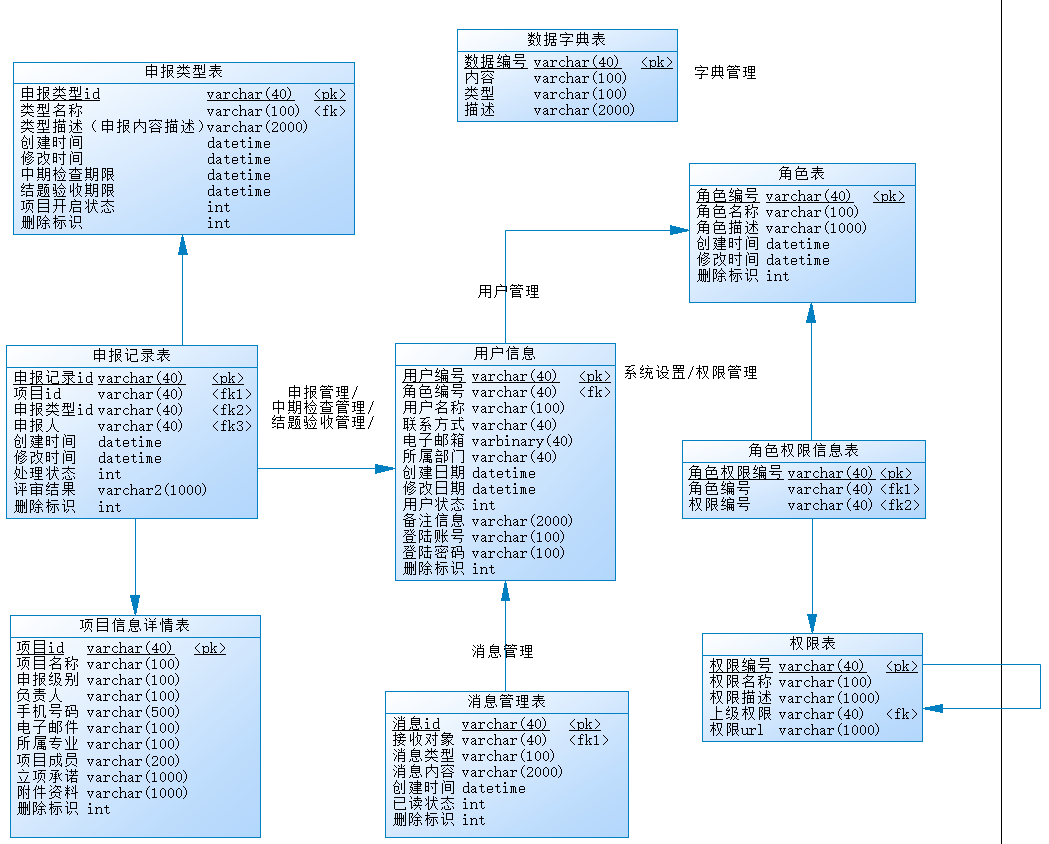 数据字典表
数据编号 varchar(40) <pk>
内容 varchar(100)
类型 varchar(100)
描述 varchar(2000)
字典管理
申报类型表
申报类型id varchar(40) <pk>
类型名称 varchar(100) <fk>
类型描述（申报内容描述）varchar(2000)
创建时间 datetime
修改时间 datetime
中期检查期限 datetime
结题验收期限 datetime
项目开启状态 int
删除标识 int
角色表
角色编号 varchar(40) <pk>
角色名称 varchar(100)
角色描述 varchar(1000)
创建时间 datetime
修改时间 datetime
删除标识 int
用户管理
申报记录表
申报记录id varchar(40) <pk>
项目id varchar(40) <fk1>
申报类型id varchar(40) <fk2>
申报人 varchar(40) <fk3>
创建时间 datetime
修改时间 datetime
处理状态 int
评审结果 varchar2(1000)
删除标识 int
申报管理/
中期检查管理/
结题验收管理/
用户信息
用户编号 varchar(40) <pk>
角色编号 varchar(40) <fk>
用户名称 varchar(100)
联系方式 varchar(40)
电子邮箱 varbinary(40)
所属部门 varchar(40)
创建日期 datetime
修改日期 datetime
用户状态 int
备注信息 varchar(2000)
登陆账号 varchar(100)
登陆密码 varchar(100)
删除标识 int
系统设置/权限管理
角色权限信息表
角色权限编号 varchar(40) <pk>
角色编号 varchar(40) <fk1>
权限编号 varchar(40) <fk2>
项目信息详情表
项目id varchar(40) <pk>
项目名称 varchar(100)
申报级别 varchar(100)
负责人 varchar(100)
手机号码 varchar(500)
电子邮件 varchar(100)
所属专业 varchar(100)
项目成员 varchar(200)
立项承诺 varchar(1000)
附件资料 varchar(1000)
删除标识 int
消息管理
消息管理表
消息id varchar(40) <pk>
接收对象 varchar(40) <fk1>
消息类型 varchar(100)
消息内容 varchar(2000)
创建时间 datetime
已读状态 int
删除标识 int
权限表
权限编号 varchar(40) <pk>
权限名称 varchar(100)
权限描述 varchar(1000)
上级权限 varchar(40) <fk>
权限url varchar(1000)